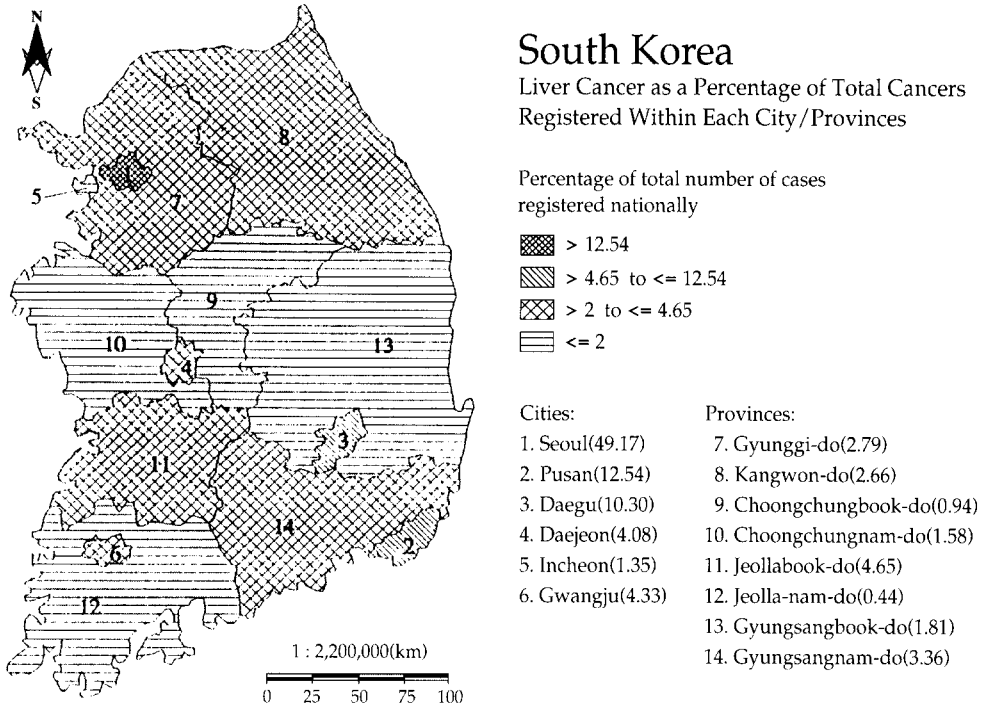 N
S
South Korea
Liver Cancer as a Percentage of Total Cancers
Registered Within Each City/Provinces
Percentage of total number of cases
registered nationally
> 12.54
> 4.65 to <= 12.54
> 2 to <= 4.65
<= 2
Cities:
1. Seoul(49.17)
2. Pusan(12.54)
3. Daegu(10.30)
4. Daejeon(4.08)
5. Incheon(1.35)
6. Gwangju(4.33)
Provinces:
7. Gyunggi-do(2.79)
8. Kangwon-do(2.66)
9. Choongchungbook-do(0.94)
10. Choongchungnam-do(1.58)
11. Jeollabook-do(4.65)
12. Jeolla-nam-do(0.44)
13. Gyungsangbook-do(1.81)
14. Gyungsangnam-do(3.36)
8
1
5
7
9
10
13
4
3
11
14
2
6
12
1 : 2,200,000(km)
0 25 50 75 100